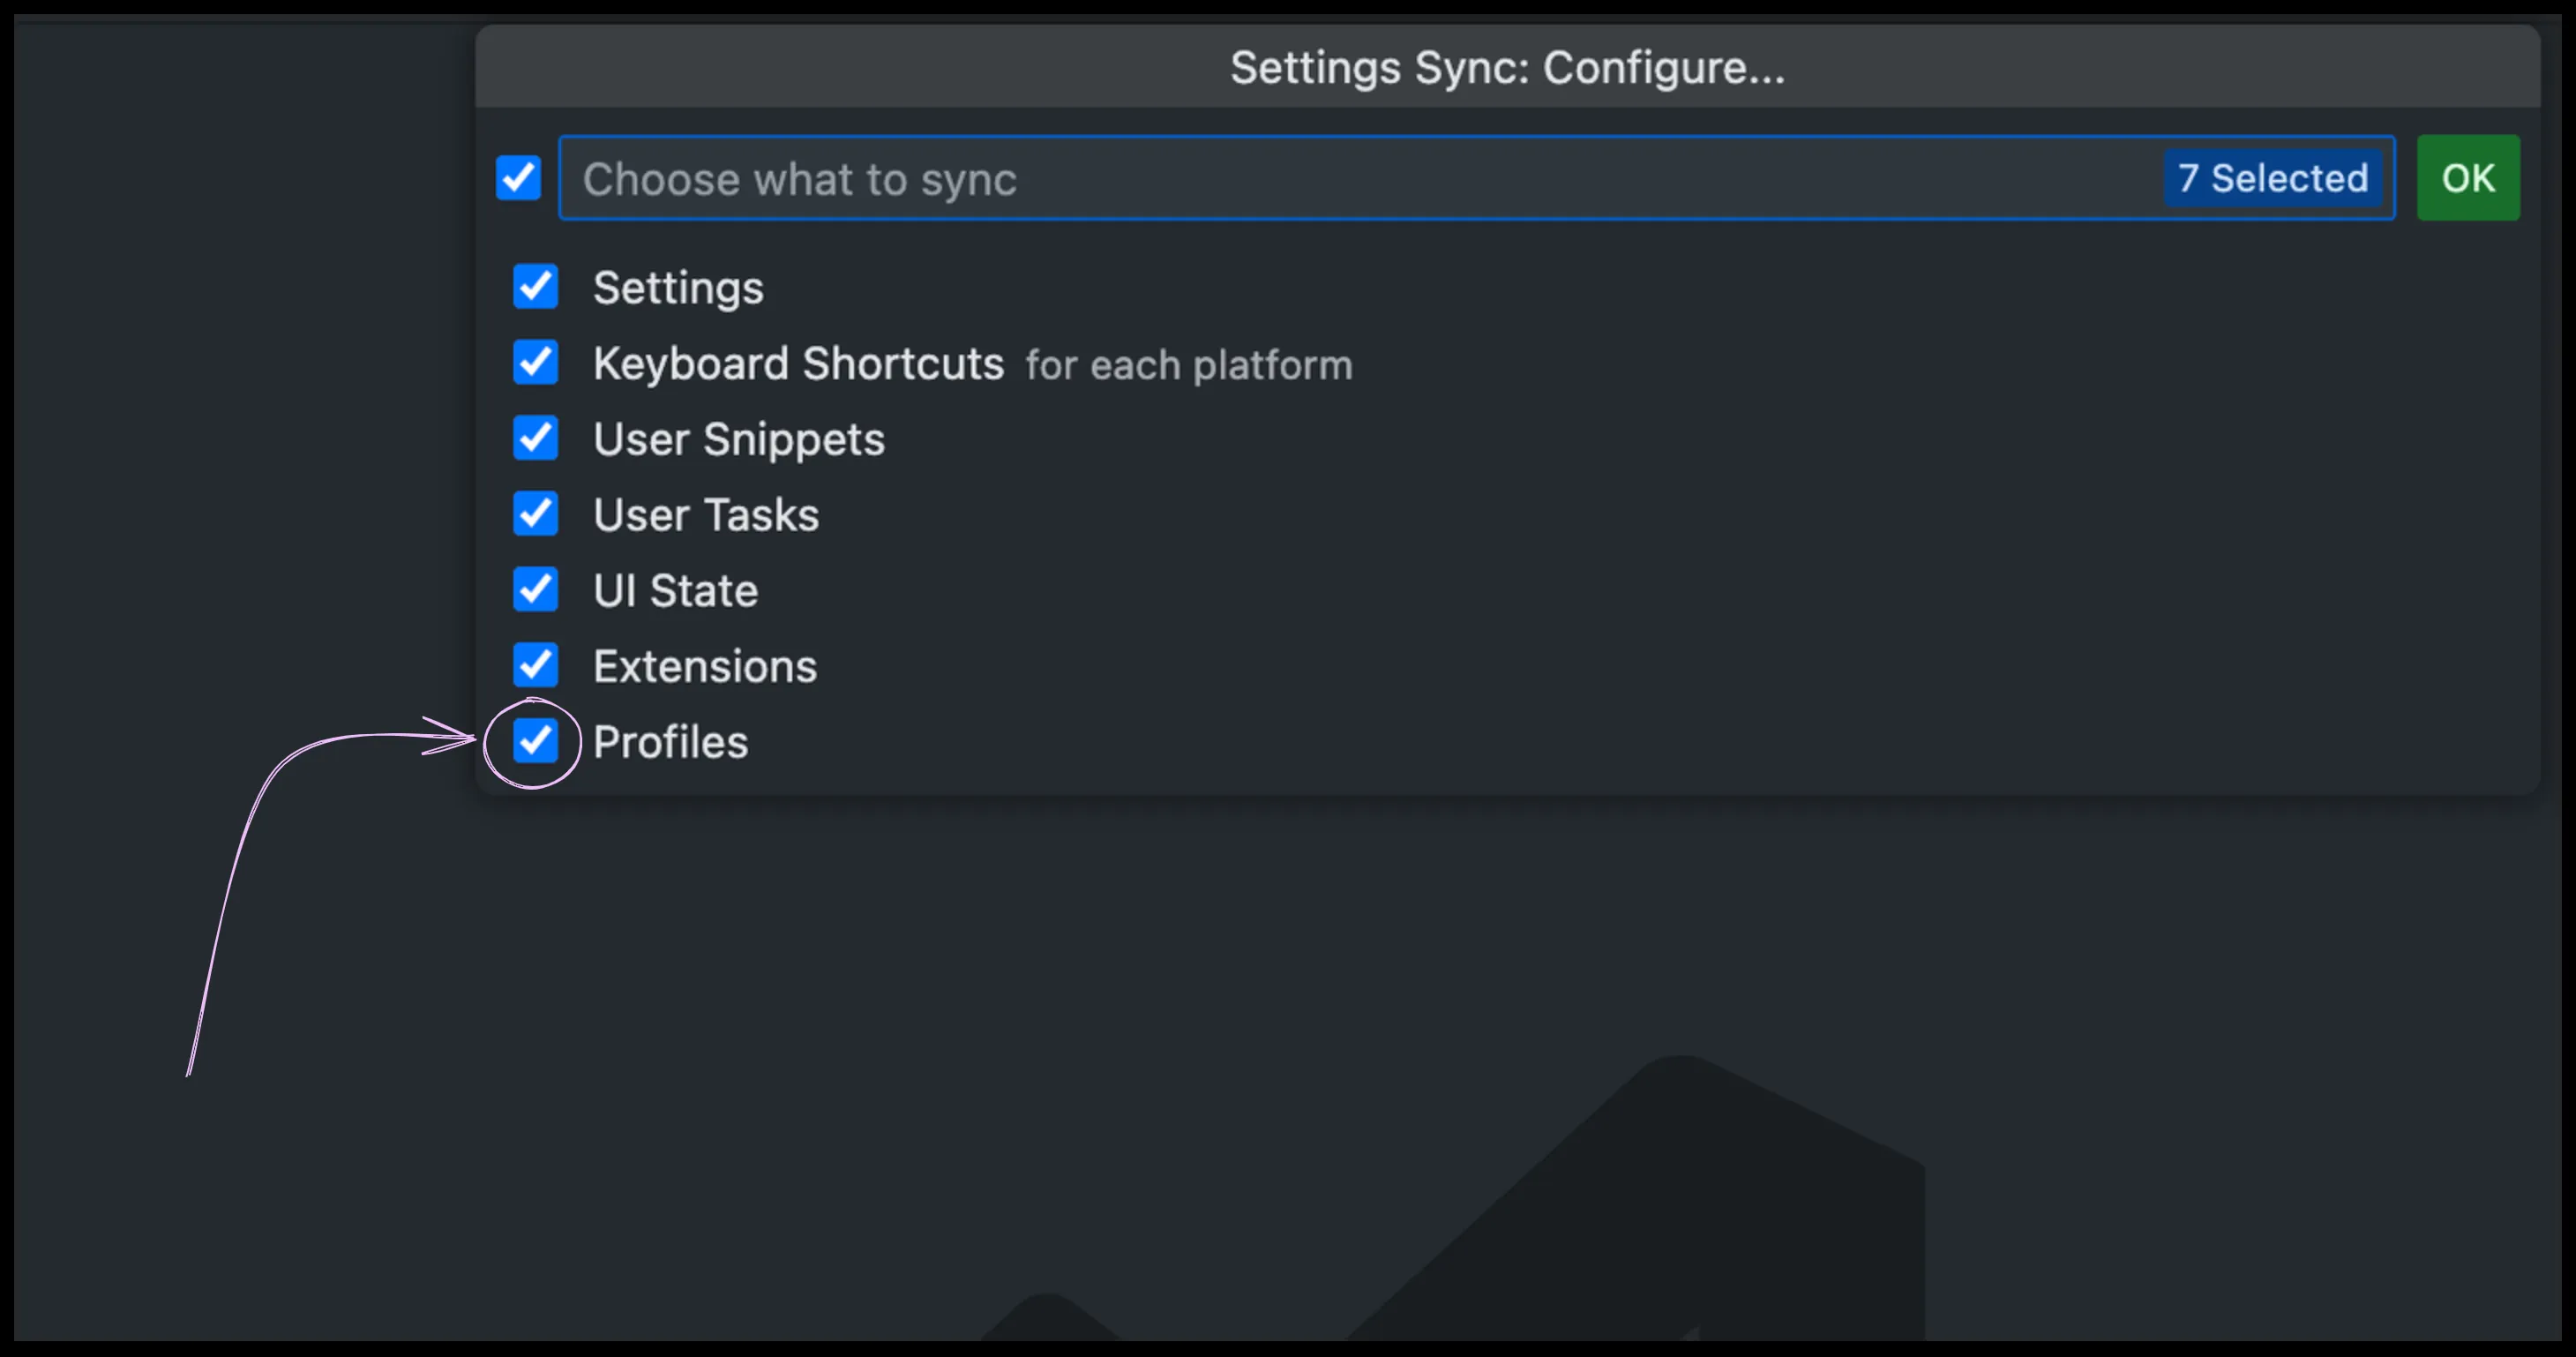 Settings Sync: Configure...
Choose what to sync 7 Selected OK
Settings
Keyboard Shortcuts for each platform
User Snippets
User Tasks
UI State
Extensions
Profiles